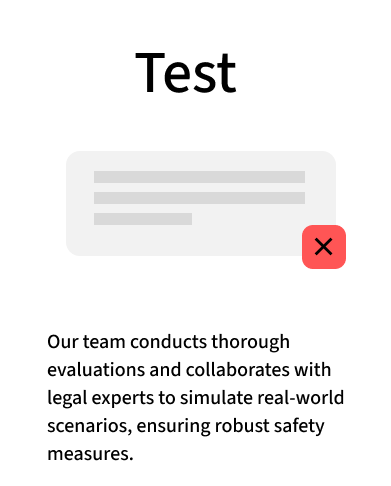 Test
Our team conducts thorough
evaluations and collaborates with
legal experts to simulate real-world
scenarios, ensuring robust safety
measures.